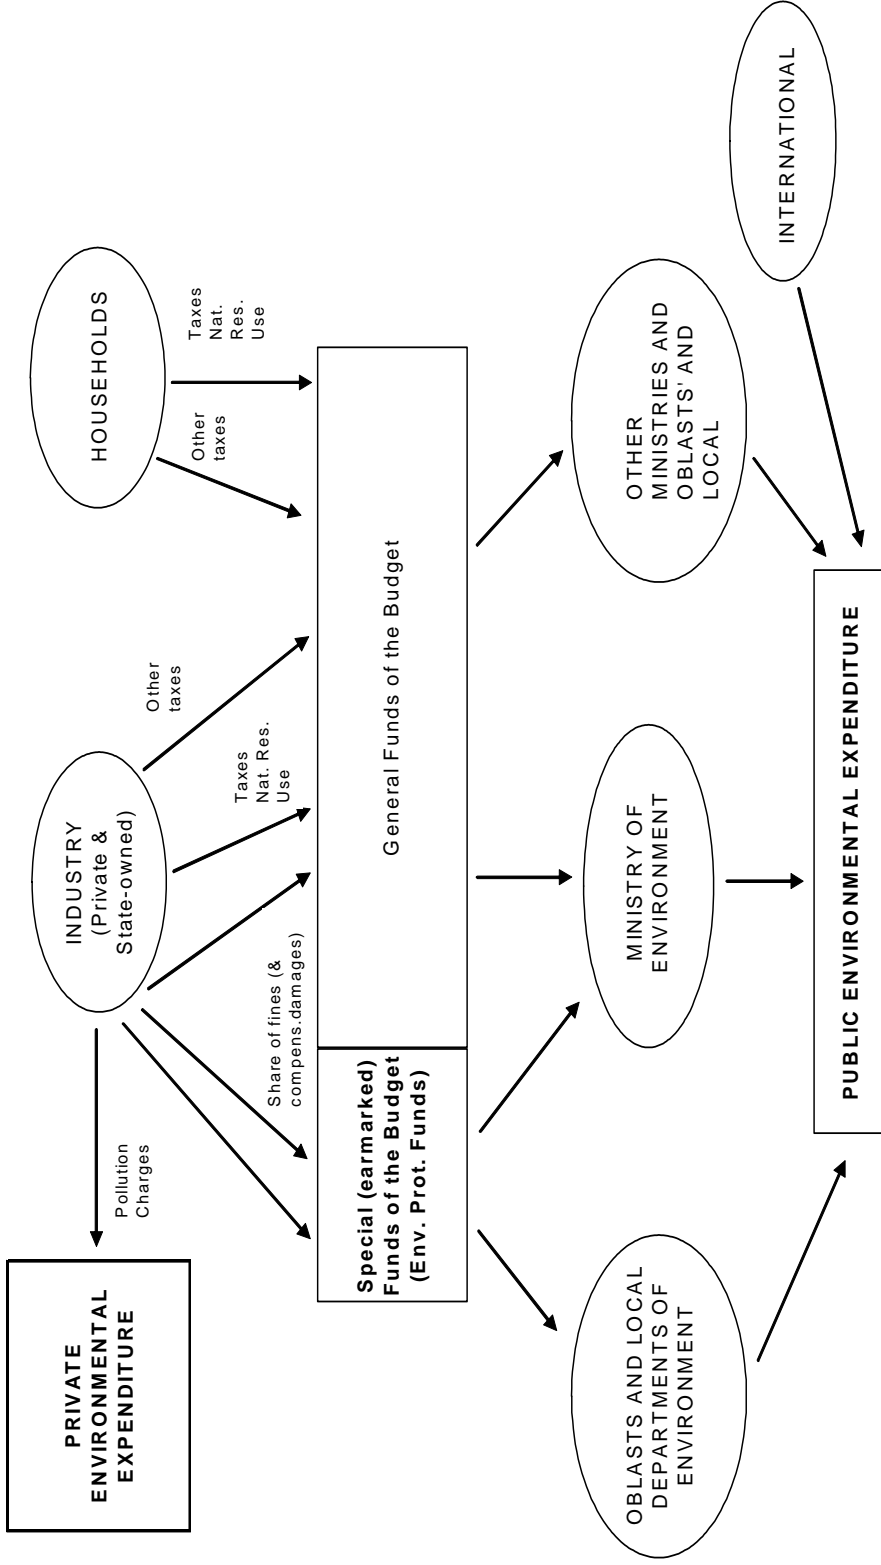 PRIVATE
ENVIRONMENTAL
EXPENDITURE
Pollution
Charges
INDUSTRY
(Private &
State-owned)
Other
taxes
Taxes
Nat. Res.
Use
Share of fines (&
compens.damages)
HOUSEHOLDS
Other
taxes
Taxes
Nat.
Res.
Use
Special (earmarked)
Funds of the Budget
(Env. Prot. Funds)
General Funds of the Budget
OBLASTS AND LOCAL
DEPARTMENTS OF
ENVIRONMENT
MINISTRY OF
ENVIRONMENT
OTHER
MINISTRIES AND
OBLASTS' AND
LOCAL
INTERNATIONAL
PUBLIC ENVIRONMENTAL EXPENDITURE